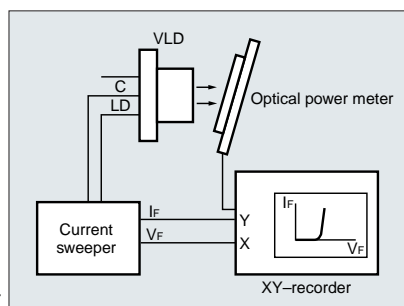 VLD
C
LD
Optical power meter
Current
sweeper
IF
VF
Y
X
IF
VF
XY–recorder